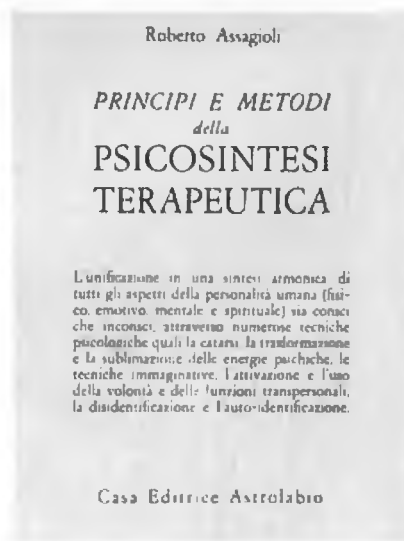 Roberto Assagioli
PRINCIPI E METODI
della
PSICOSINTESI
TERAPEUTICA
L'unificazione in una sintesi armonica di
tutti gli aspetti della personalità umana (fisi-
co, emotivo, mentale e spirituale) sia consci
che inconsci, attraverso numerose tecniche
psicologiche quali la catarsi, la trasformazione
e la sublimazione delle energie psichiche, le
tecniche immaginative, l'attivazione e l'uso
della volontà e delle funzioni transpersonali,
la disidentificazione e l'auto-identificazione.
Casa Editrice Astrolabio